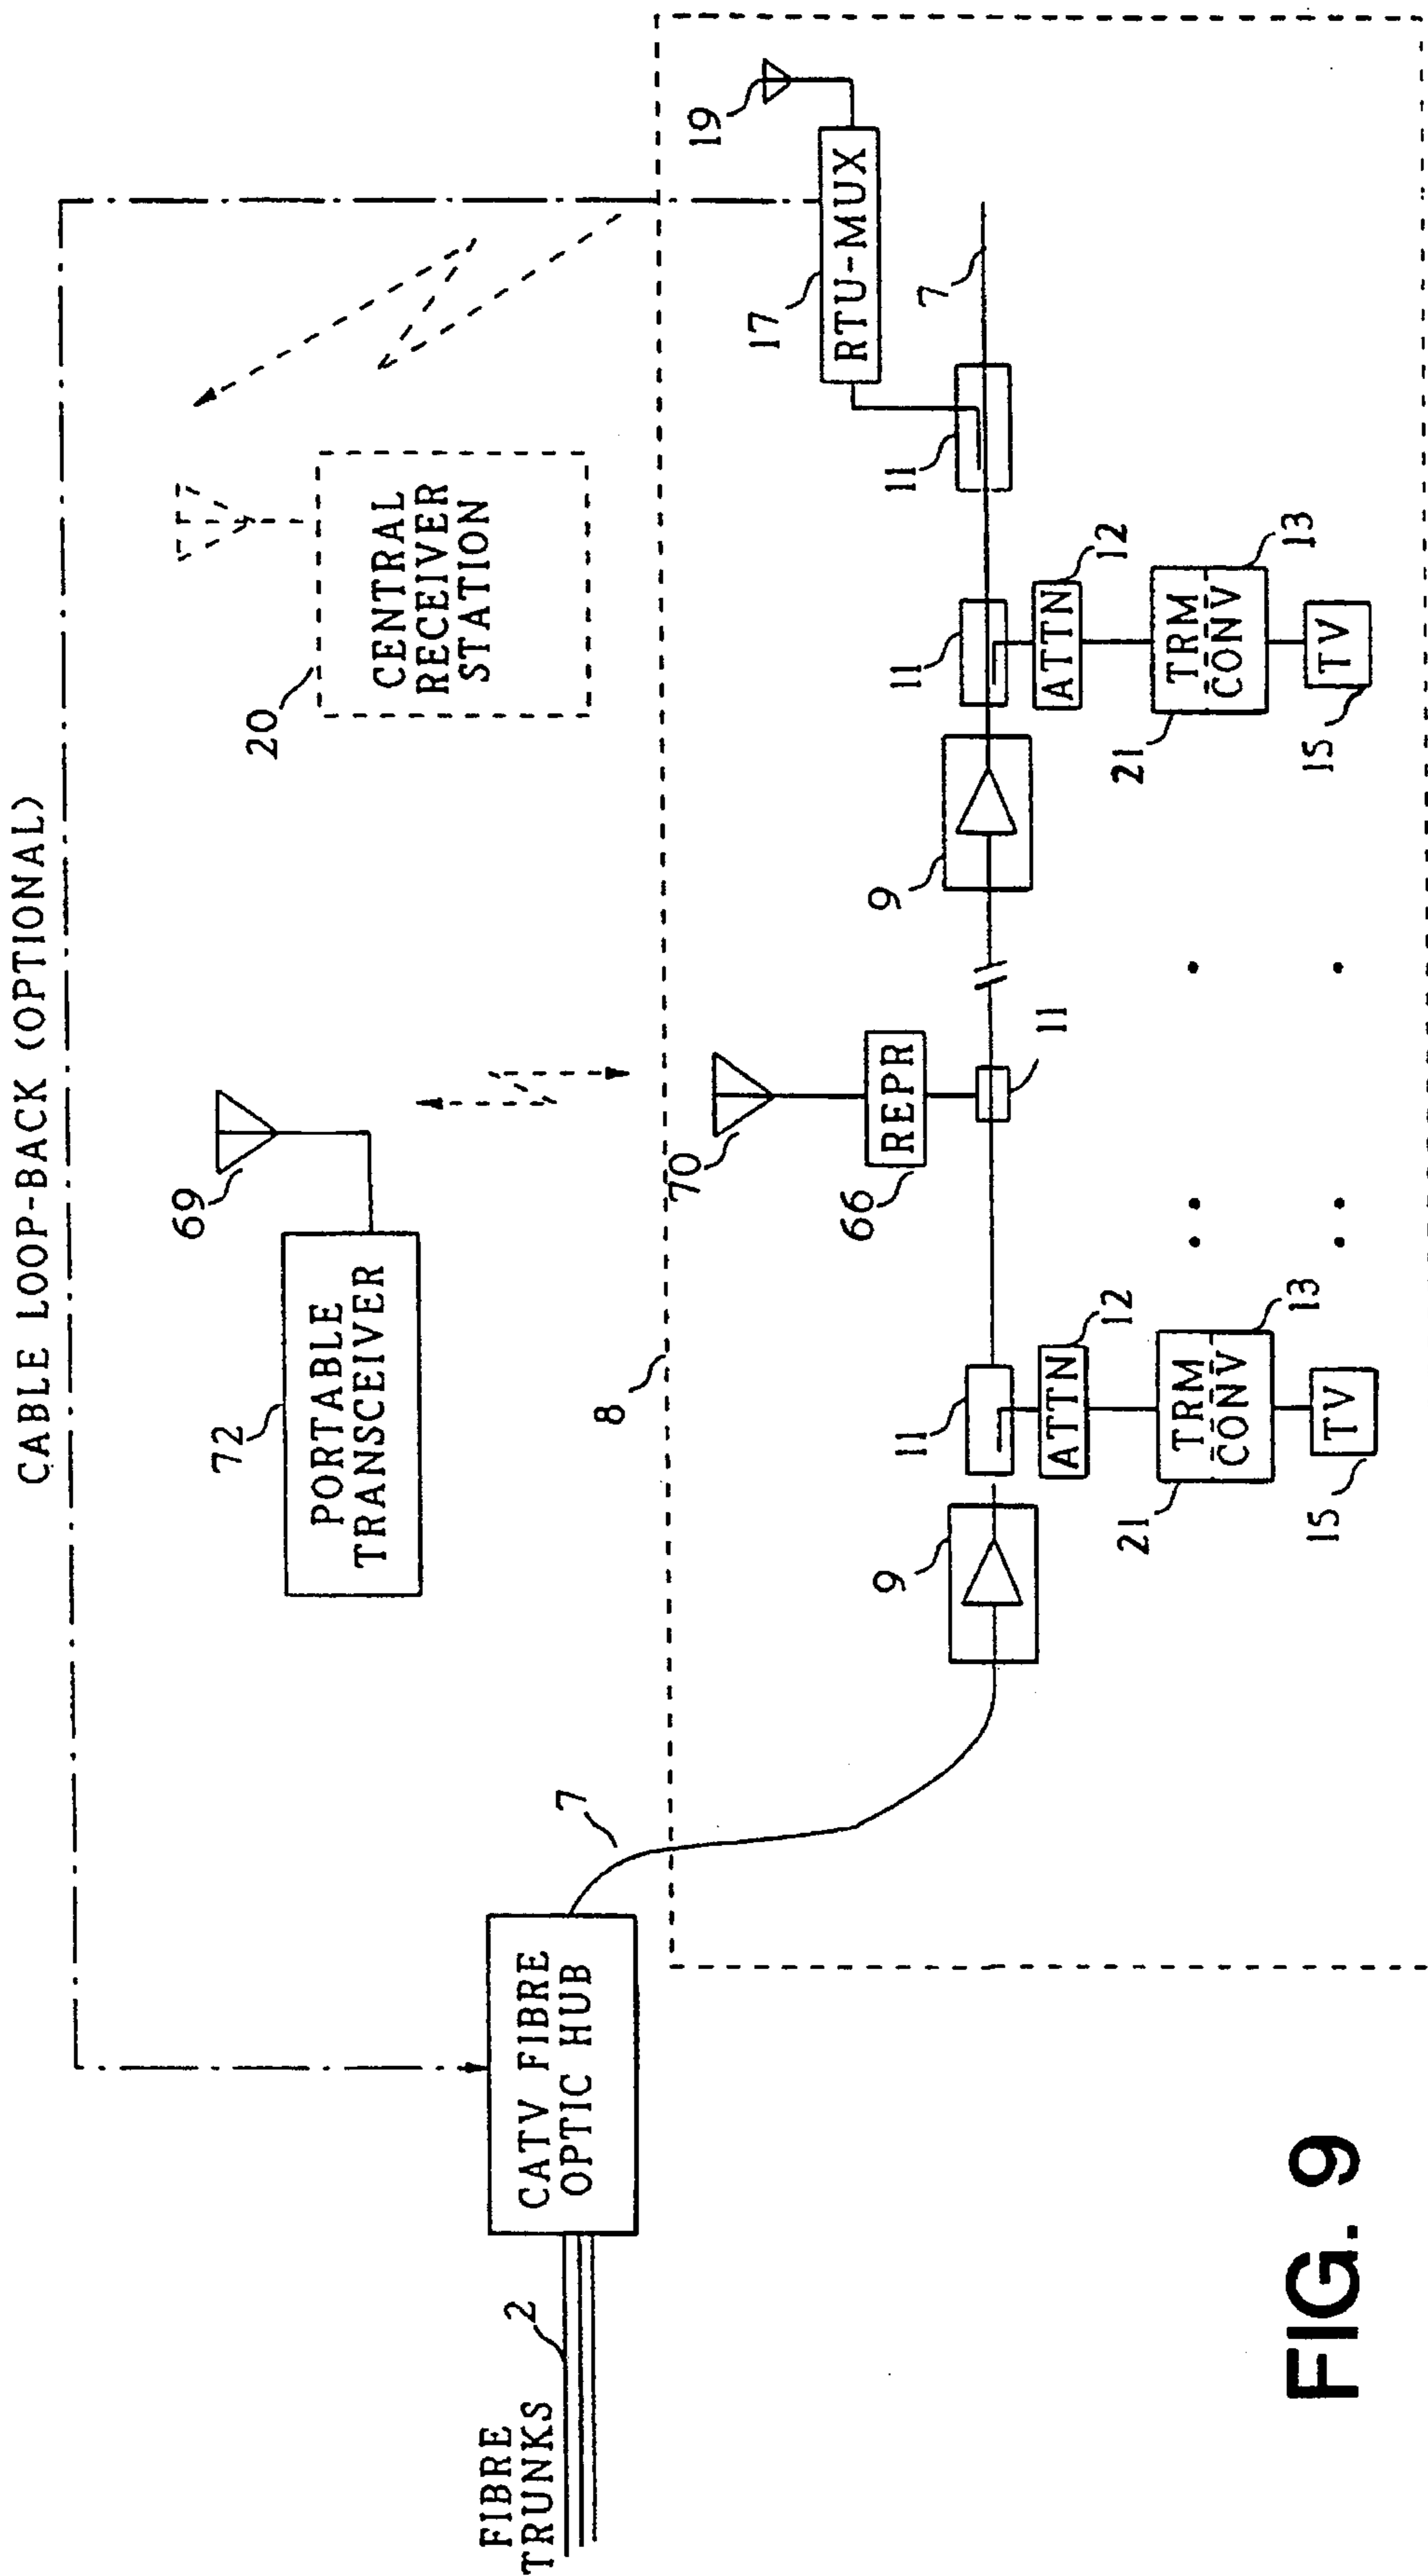 CABLE LOOP-BACK (OPTIONAL)
FIBRE
TRUNKS
2
CATV FIBRE
OPTIC HUB
7
72
PORTABLE
TRANSCEIVER
69
20
CENTRAL
RECEIVER
STATION
8
70
66
REPR
11
19
17
RTU-MUX
7
11
9
11
ATTN
12
21
TRM
CONV
13
15
TV
9
11
ATTN
12
21
TRM
CONV
13
15
TV
FIG. 9